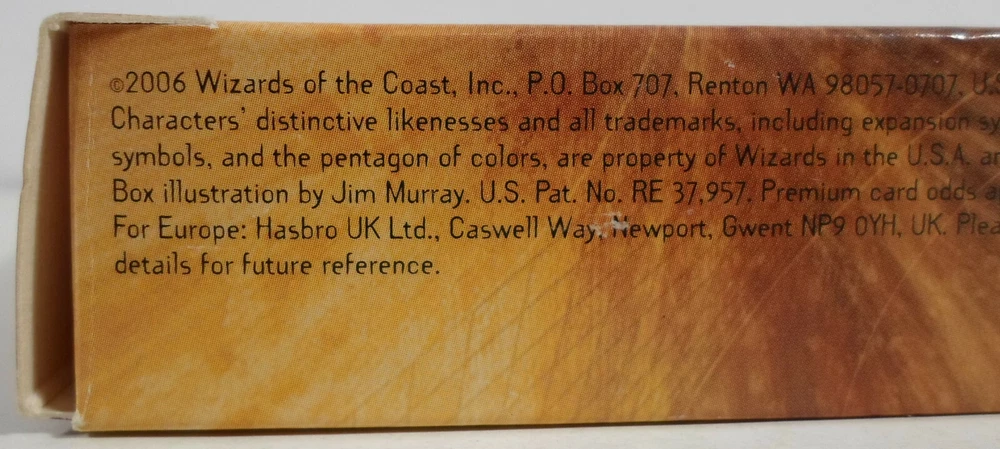 ©2006 Wizards of the Coast, Inc., P.O. Box 707, Renton WA 98057-0707,
Characters' distinctive likenesses and all trademarks, including expansion
symbols, and the pentagon of colors, are property of Wizards in the U.S.A.
Box illustration by Jim Murray. U.S. Pat. No. RE 37,957. Premium card odds
For Europe: Hasbro UK Ltd., Caswell Way, Newport, Gwent NP9 0YH, UK.
details for future reference.